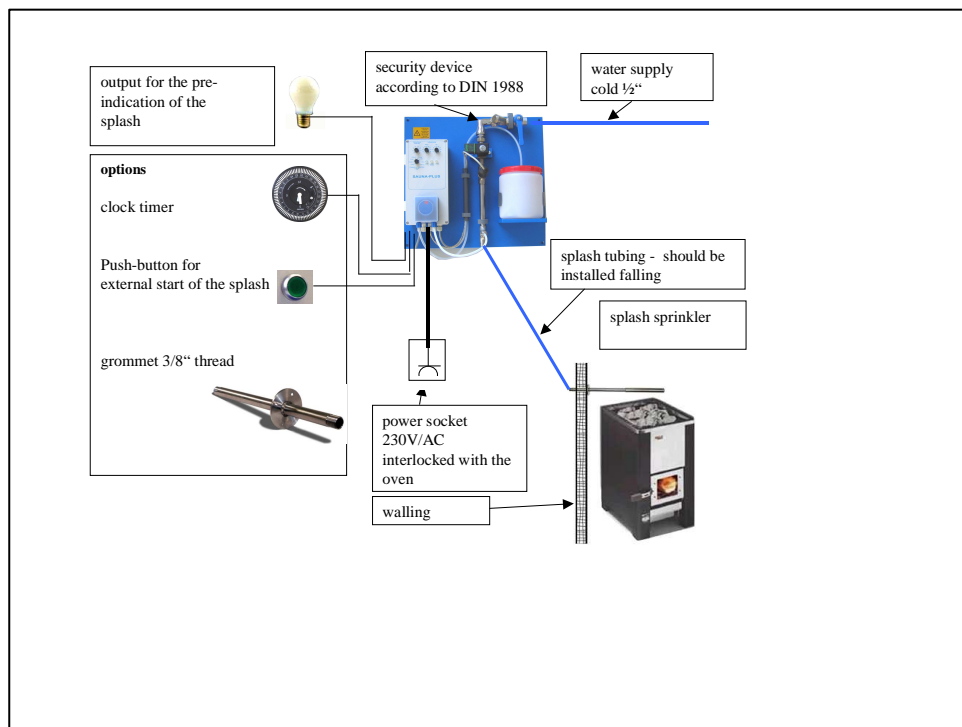 output for the pre-
indication of the
splash
security device
according to DIN 1988
water supply
cold ½“
options
clock timer
Push-button for
external start of the splash
grommet 3/8“ thread
SAUNA-PLUS
splash tubing -  should be
installed falling
splash sprinkler
power socket
230V/AC
interlocked with the
oven
walling